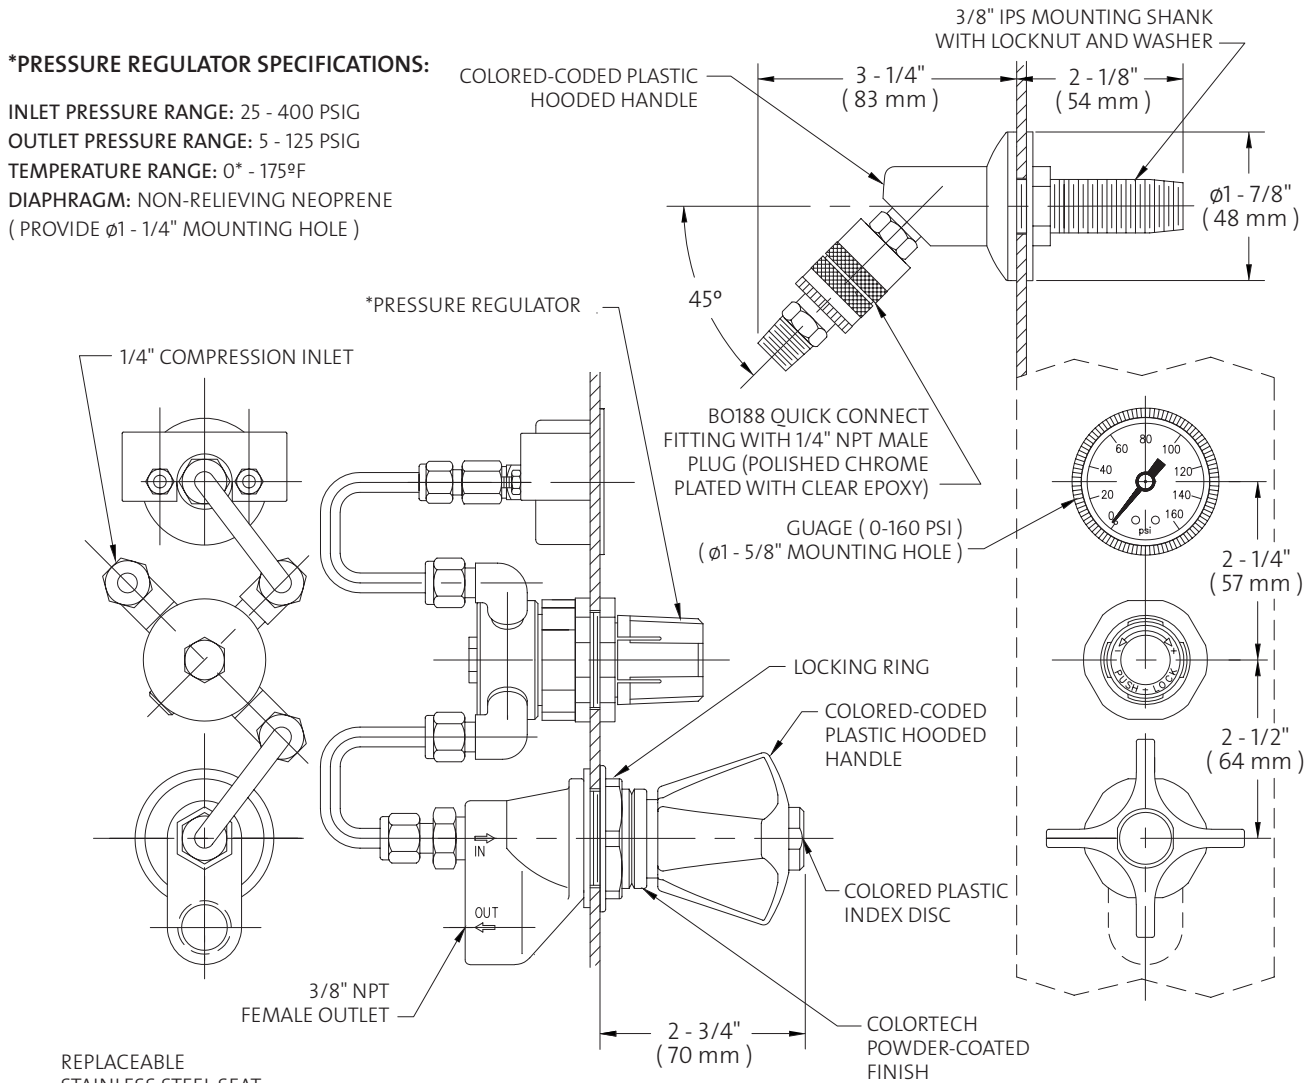 *PRESSURE REGULATOR SPECIFICATIONS:
INLET PRESSURE RANGE: 25 - 400 PSIG
OUTLET PRESSURE RANGE: 5 - 125 PSIG
TEMPERATURE RANGE: 0* - 175ºF
DIAPHRAGM: NON-RELIEVING NEOPRENE
( PROVIDE ø1 - 1/4" MOUNTING HOLE )
3/8" IPS MOUNTING SHANK
WITH LOCKNUT AND WASHER
COLORED-CODED PLASTIC
HOODED HANDLE
3 - 1/4"
( 83 mm )
2 - 1/8"
( 54 mm )
ø1 - 7/8"
( 48 mm )
45º
*PRESSURE REGULATOR
1/4" COMPRESSION INLET
BO188 QUICK CONNECT
FITTING WITH 1/4" NPT MALE
PLUG (POLISHED CHROME
PLATED WITH CLEAR EPOXY)
GUAGE ( 0-160 PSI )
( ø1 - 5/8" MOUNTING HOLE )
0 20 40 60 80 100 120 140 160
psi
2 - 1/4"
( 57 mm )
- +
PUSH - LOCK
2 - 1/2"
( 64 mm )
LOCKING RING
COLORED-CODED
PLASTIC HOODED
HANDLE
IN
OUT
COLORED PLASTIC
INDEX DISC
3/8" NPT
FEMALE OUTLET
2 - 3/4"
( 70 mm )
COLORTECH
POWDER-COATED
FINISH
REPLACEABLE
STAINLESS STEEL SEAT